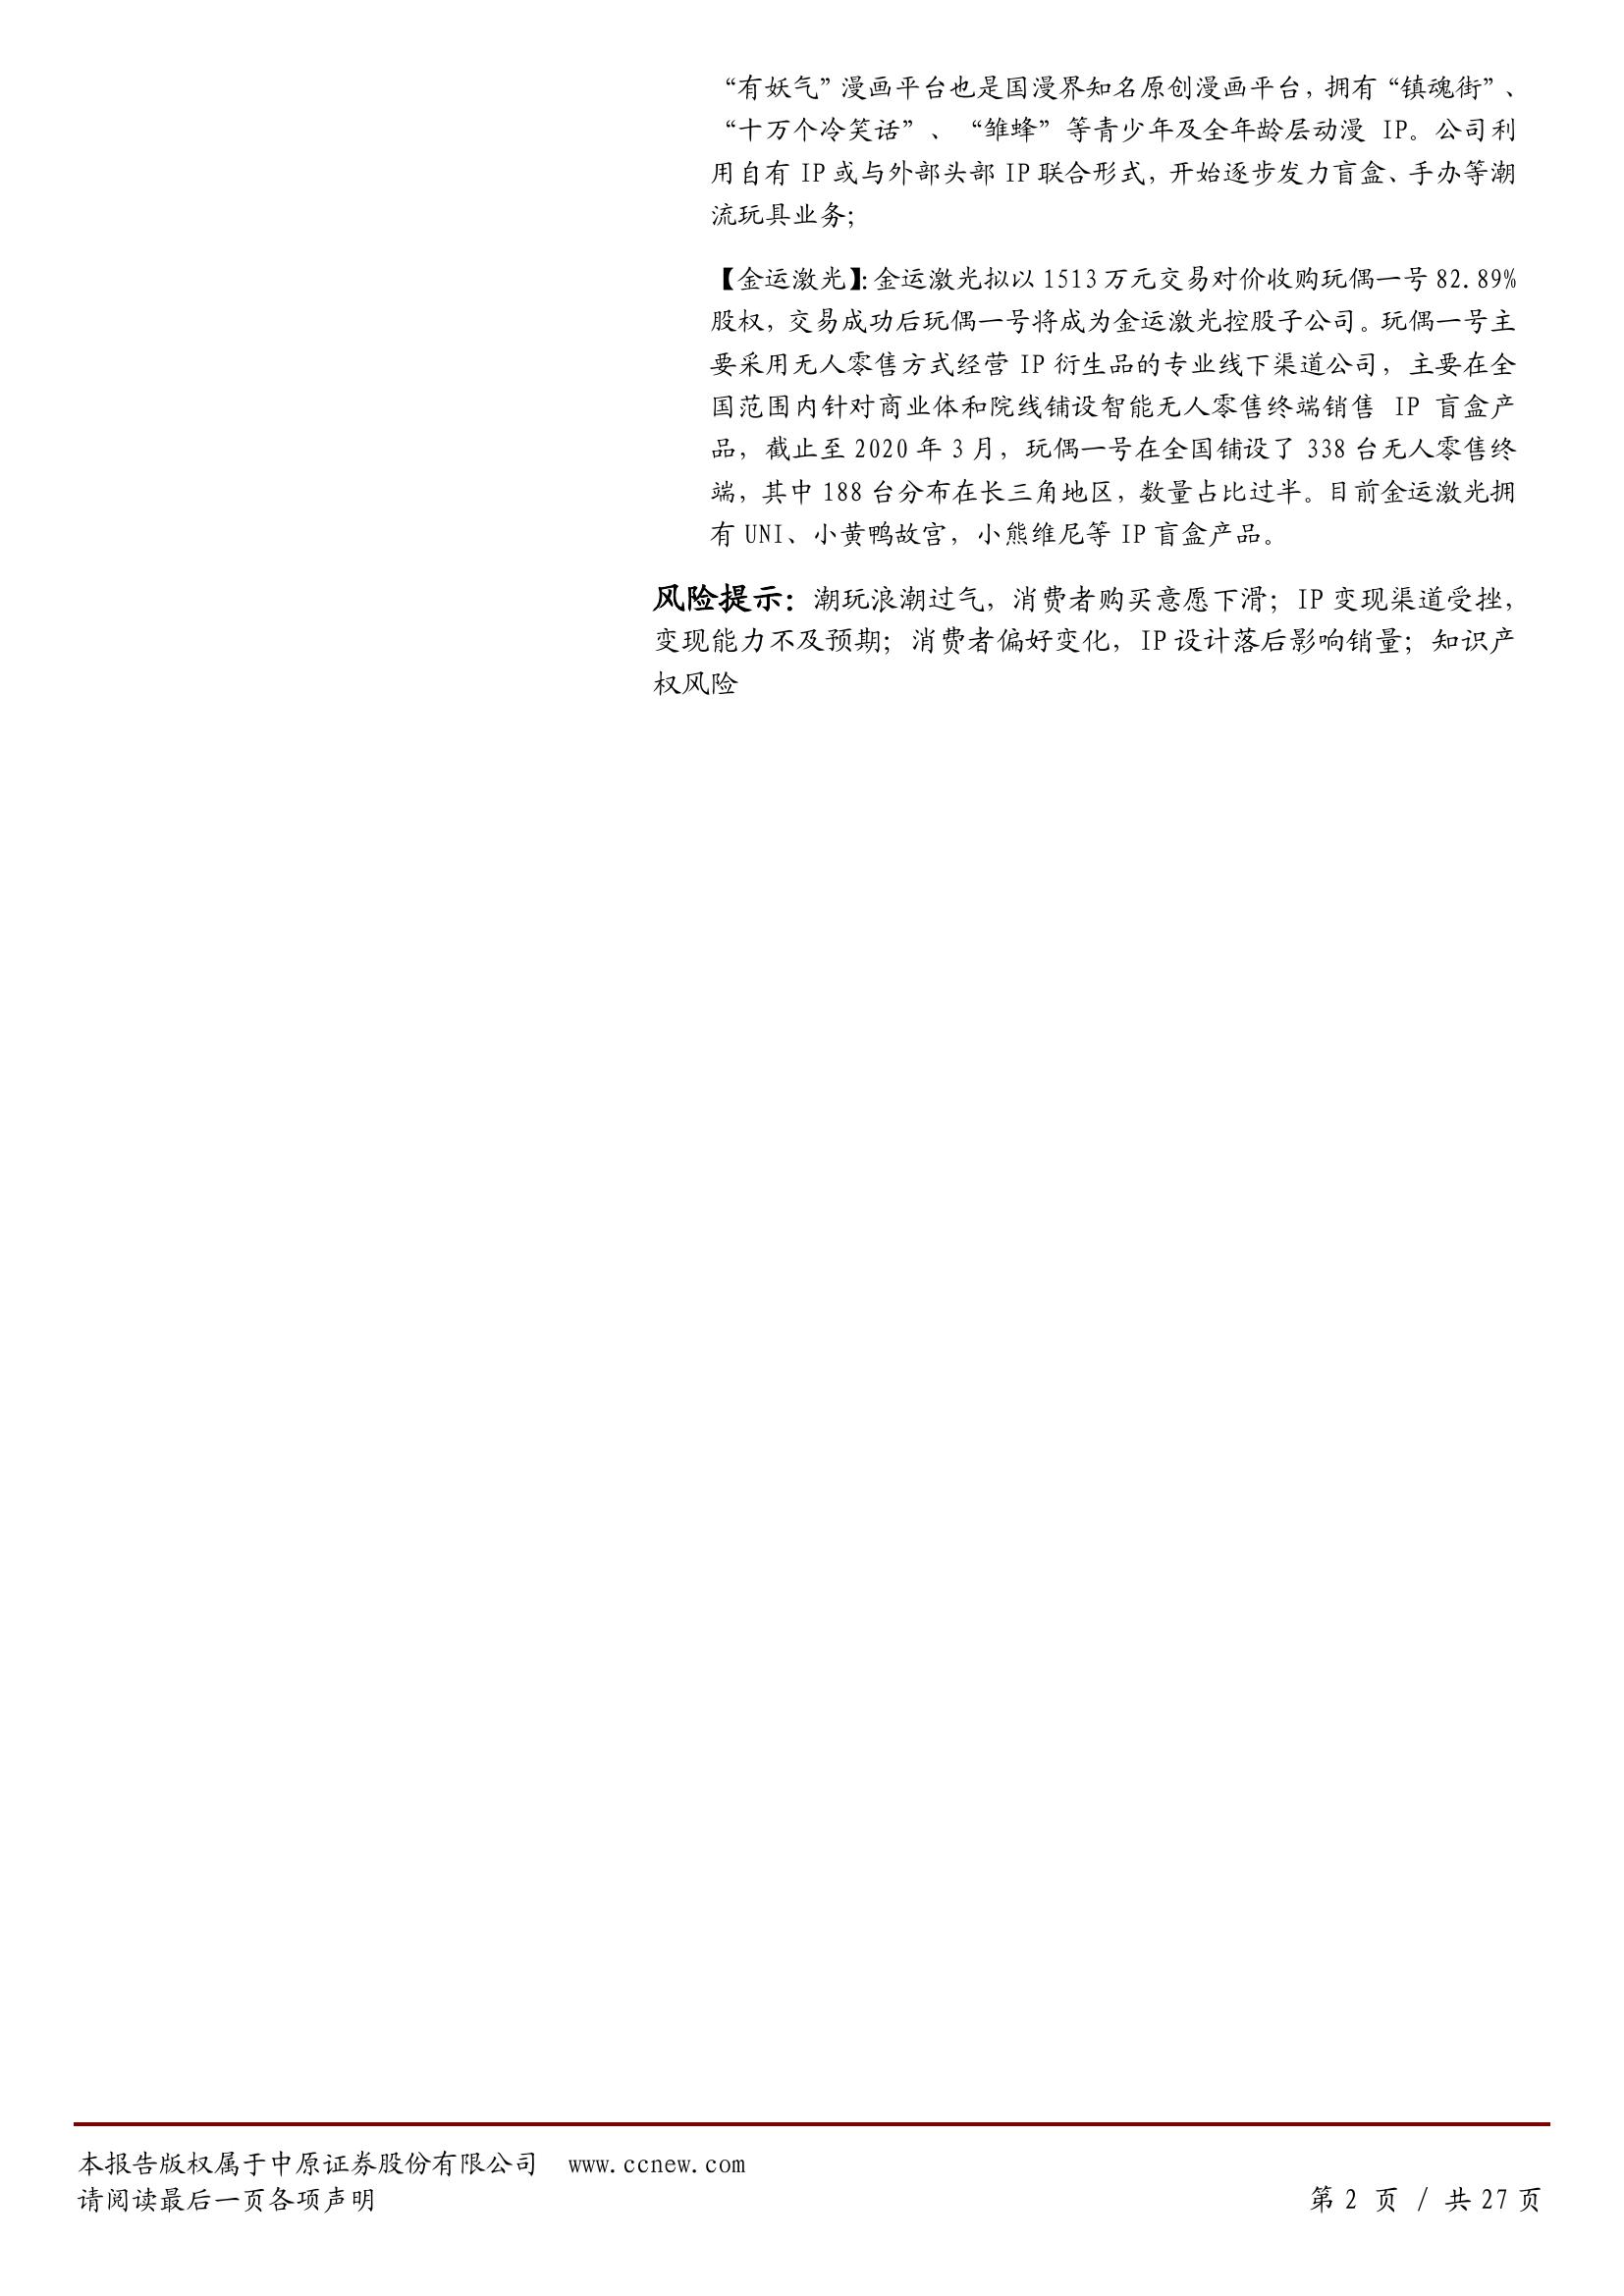 “有妖气”漫画平台也是国漫界知名原创漫画平台，拥有“镇魂街”、
“十万个冷笑话”、“雏蜂”等青少年及全年龄层动漫 IP。公司利
用自有 IP 或与外部头部 IP 联合形式，开始逐步发力盲盒、手办等潮
流玩具业务；
【金运激光】：金运激光拟以 1513 万元交易对价收购玩偶一号 82.89%
股权，交易成功后玩偶一号将成为金运激光控股子公司。玩偶一号主
要采用无人零售方式经营 IP 衍生品的专业线下渠道公司，主要在全
国范围内针对商业体和院线铺设智能无人零售终端销售 IP 盲盒产
品，截止至 2020 年 3 月，玩偶一号在全国铺设了 338 台无人零售终
端，其中 188 台分布在长三角地区，数量占比过半。目前金运激光拥
有 UNI、小黄鸭故宫，小熊维尼等 IP 盲盒产品。
风险提示：潮玩浪潮过气，消费者购买意愿下滑；IP 变现渠道受挫，
变现能力不及预期；消费者偏好变化，IP 设计落后影响销量；知识产
权风险
本报告版权属于中原证券股份有限公司 www.ccnew.com
请阅读最后一页各项声明
第 2 页 / 共 27 页